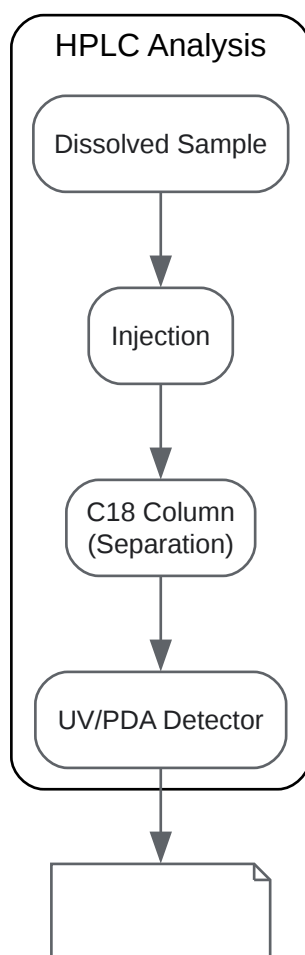 HPLC Analysis
Dissolved Sample
Injection
C18 Column
(Separation)
UV/PDA Detector